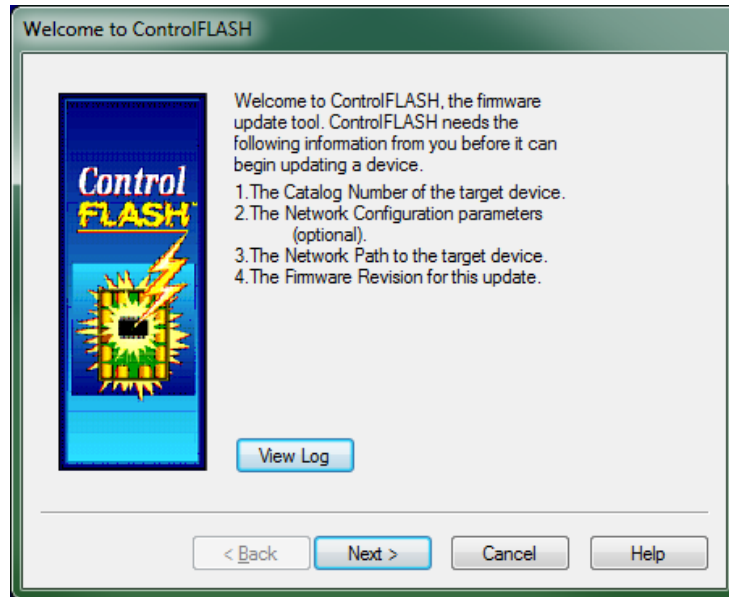 Welcome to ControlFLASH
Control
FLASH™
Welcome to ControlFLASH, the firmware
update tool. ControlFLASH needs the
following information from you before it can
begin updating a device.
1.The Catalog Number of the target device.
2.The Network Configuration parameters
(optional).
3.The Network Path to the target device.
4.The Firmware Revision for this update.
View Log
< Back
Next >
Cancel
Help